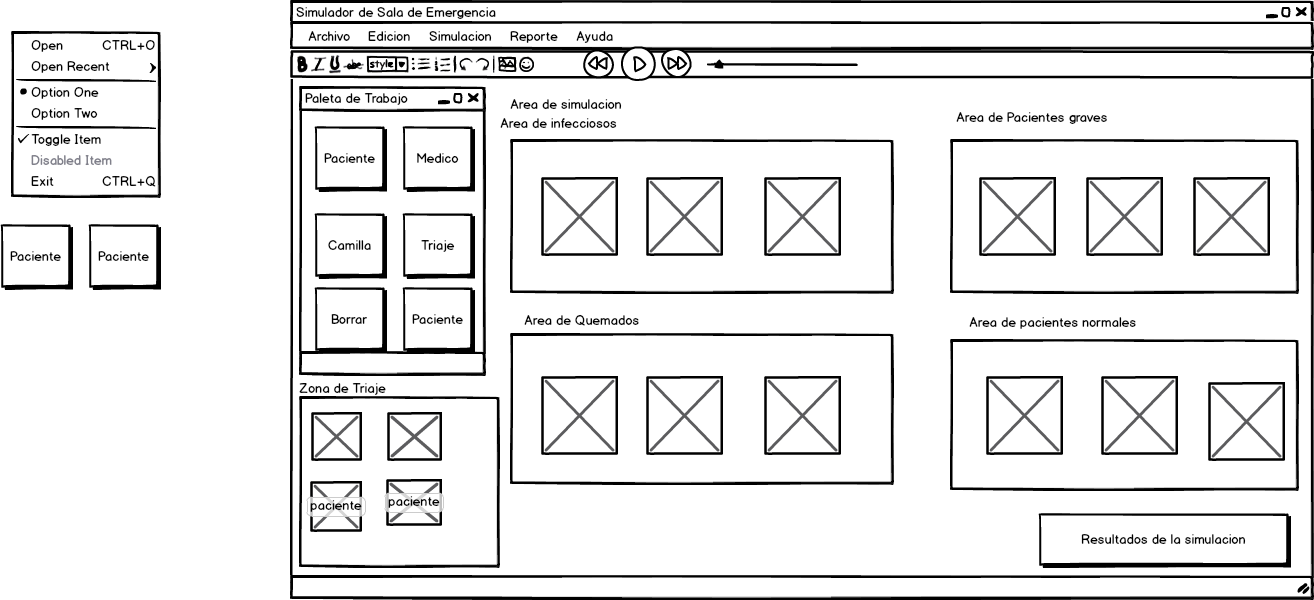 Open CTRL+O
Open Recent
Option One
Option Two
Toggle Item
Disabled Item
Exit CTRL+Q
Paciente Paciente
Simulador de Sala de Emergencia
Archivo Edicion Simulacion Reporte Ayuda
B I U abc style
Paleta de Trabajo
Paciente Medico
Camilla Triaje
Borrar Paciente
Zona de Triaje
paciente paciente
Area de simulacion
Area de infecciosos
Area de Pacientes graves
Area de Quemados
Area de pacientes normales
Resultados de la simulacion